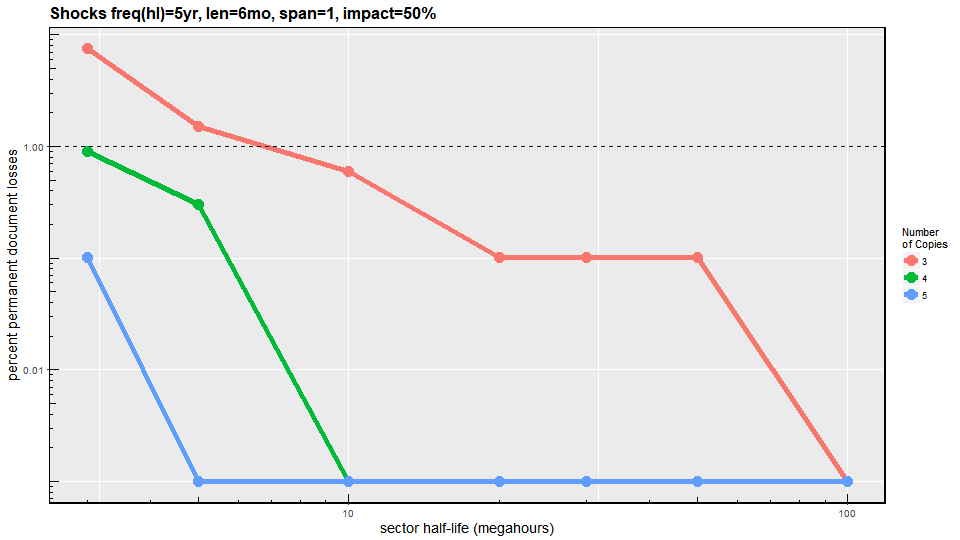 Shocks freq(hl)=5yr, len=6mo, span=1, impact=50%
percent permanent document losses
1.00
0.01
10
100
sector half-life (megahours)
Number
of Copies
3
4
5